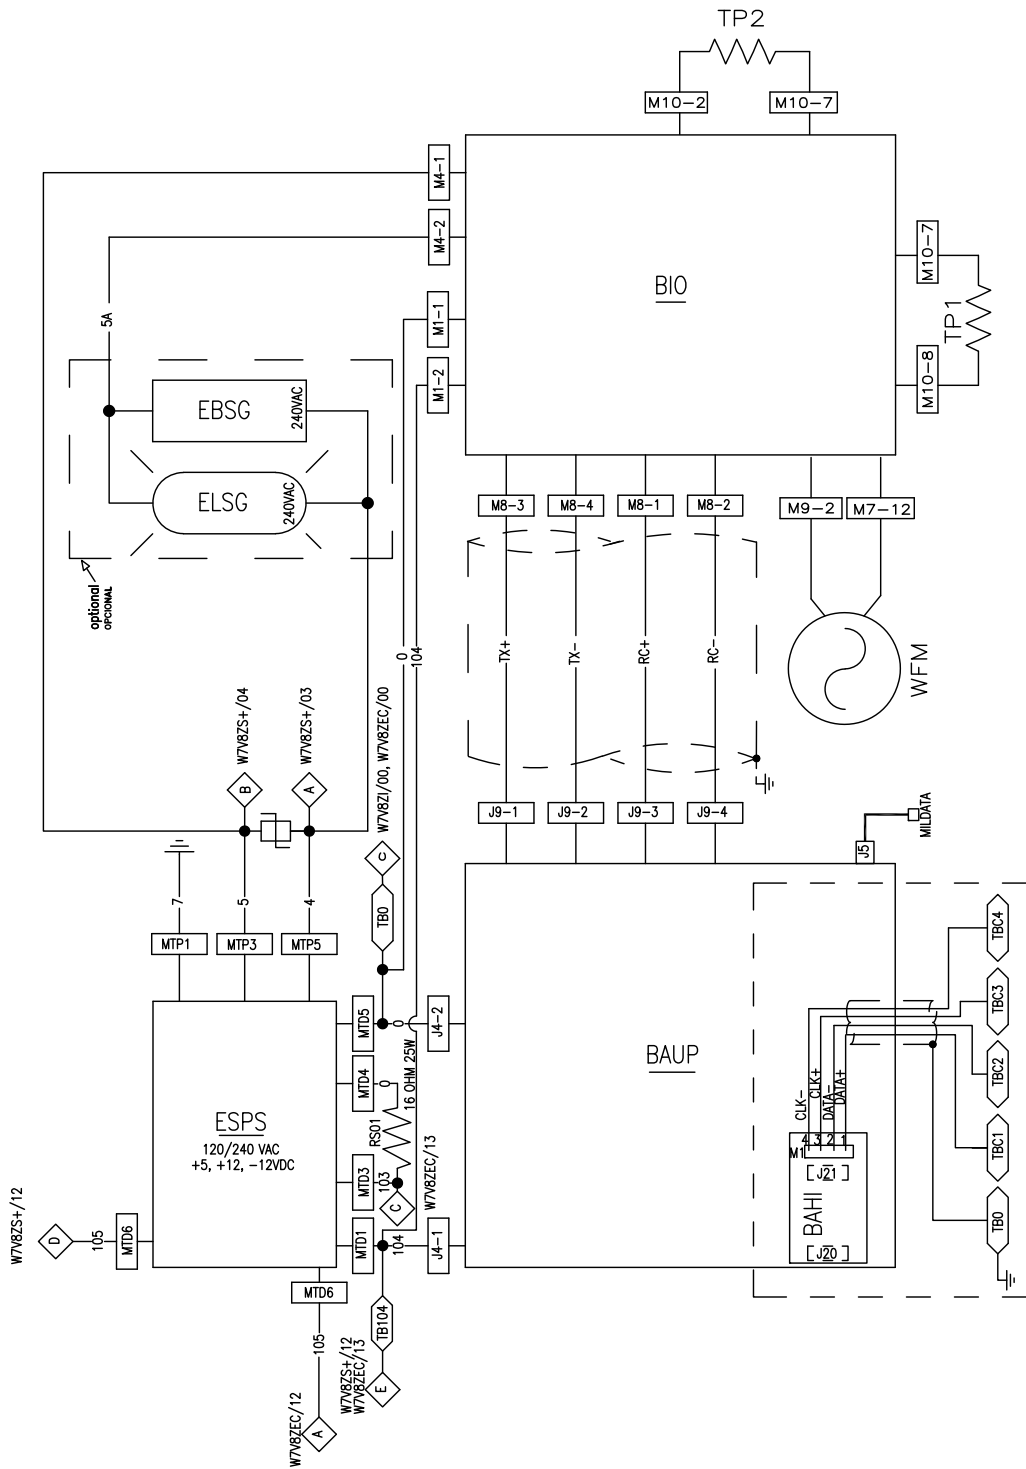 TP2
M10-2
M10-7
M4-1
M4-2
M1-1
M1-2
BIO
M10-7
TP1
M10-8
5A
EBSG
240VAC
ELSG
240VAC
optional
OPCIONAL
M8-3
M8-4
M8-1
M8-2
M9-2
M7-12
WFM
0
104
TX+
TX-
RC+
RC-
W7V8ZS+/04
B
W7V8ZS+/03
A
W7V8ZI/00, W7V8ZEC/00
C
TB0
7
5
4
MTP1
MTP3
MTP5
J9-1
J9-2
J9-3
J9-4
J5
MILDATA
ESPS
120/240 VAC
+5, +12, -12VDC
MTD5
0
J4-2
MTD4
0
16 OHM 25W
RS01
MTD3
103
C
W7V8ZEC/13
MTD1
104
J4-1
BAUP
W7V8ZS+/12
D
105
MTD6
MTD6
105
W7V8ZEC/12
A
TB104
W7V8ZS+/12
W7V8ZEC/13
E
CLK-
CLK+
DATA-
DATA+
M1
4
3
2
1
J21
BAHI
J20
TBC4
TBC3
TBC2
TBC1
TB0